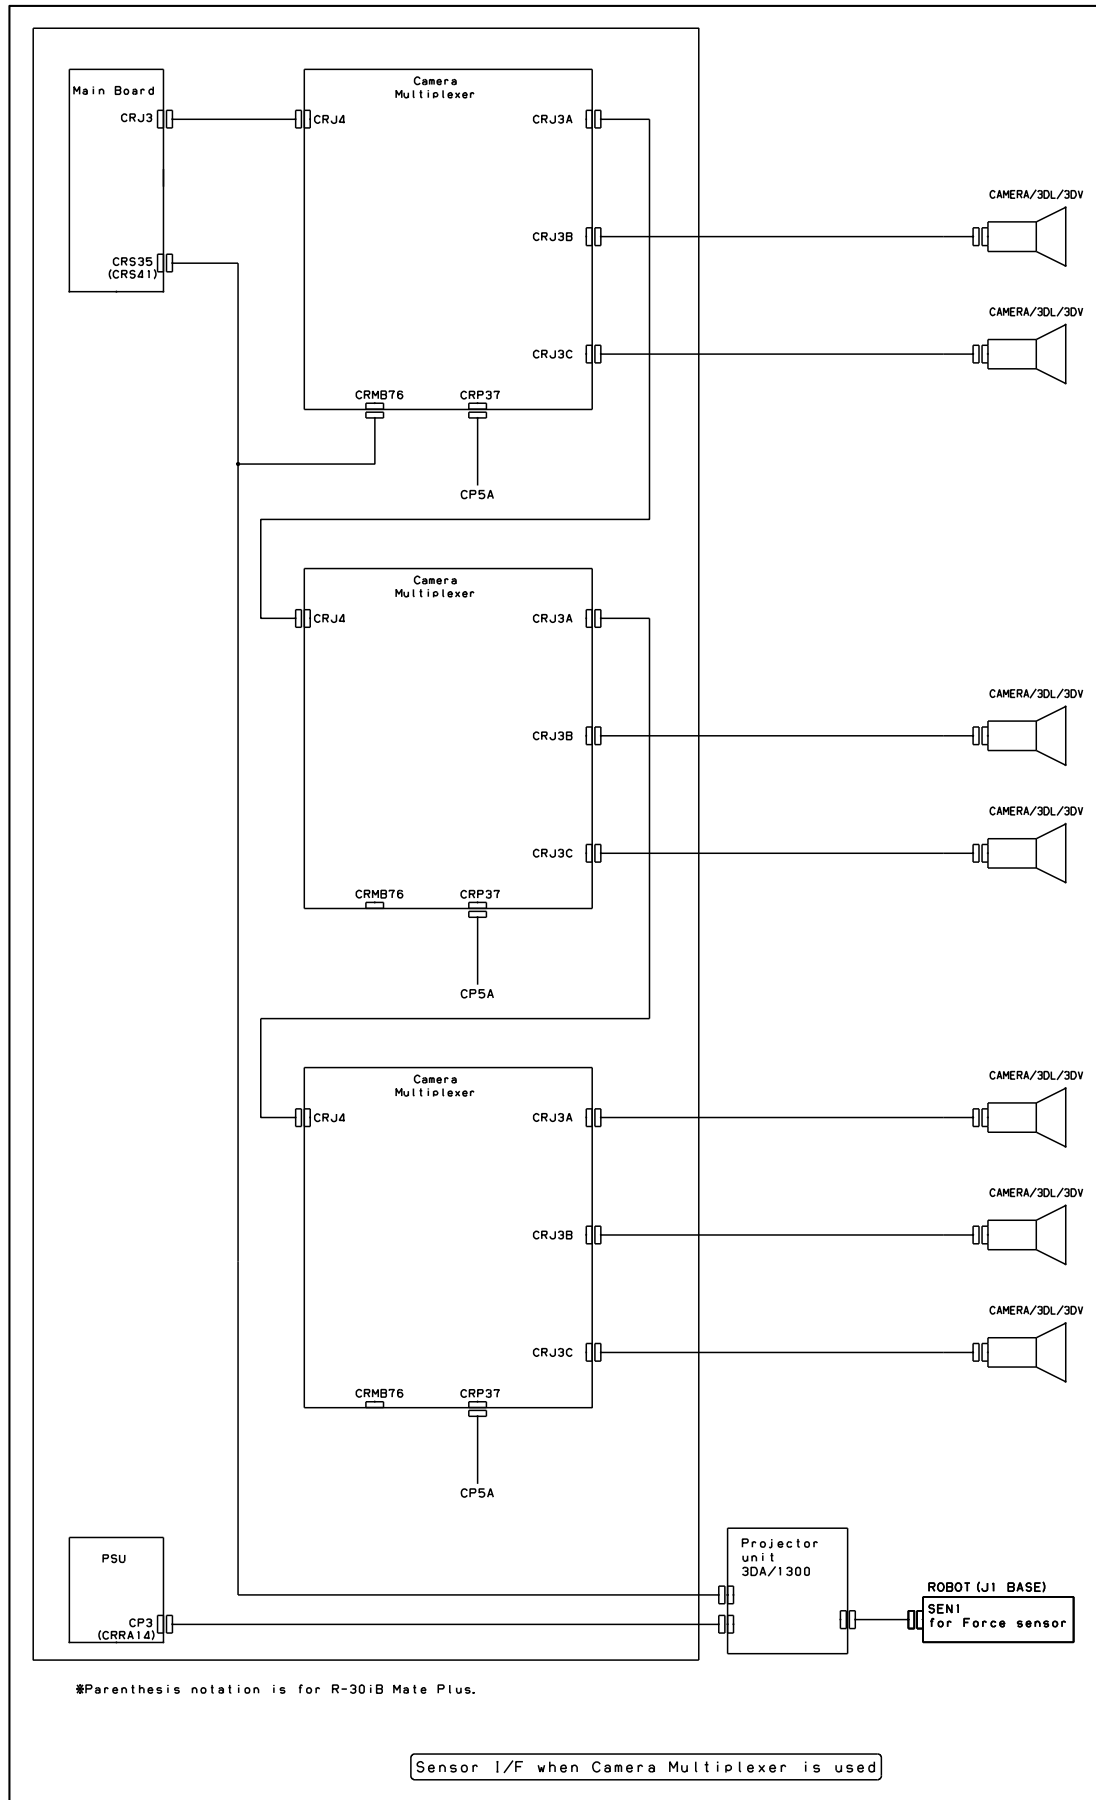 Main Board
CRJ3
CRS35
(CRS41)
Camera
Multiplexer
CRJ4
CRJ3A
CRJ3B
CRJ3C
CRMB76
CRP37
CP5A
CAMERA/3DL/3DV
CAMERA/3DL/3DV
Camera
Multiplexer
CRJ4
CRJ3A
CRJ3B
CRJ3C
CRMB76
CRP37
CP5A
CAMERA/3DL/3DV
CAMERA/3DL/3DV
Camera
Multiplexer
CRJ4
CRJ3A
CRJ3B
CRJ3C
CRMB76
CRP37
CP5A
CAMERA/3DL/3DV
CAMERA/3DL/3DV
CAMERA/3DL/3DV
PSU
CP3
(CRRA14)
Projector
unit
3DA/1300
ROBOT (J1 BASE)
SEN1
for Force sensor
※Parenthesis notation is for R-30iB Mate Plus.
Sensor I/F when Camera Multiplexer is used